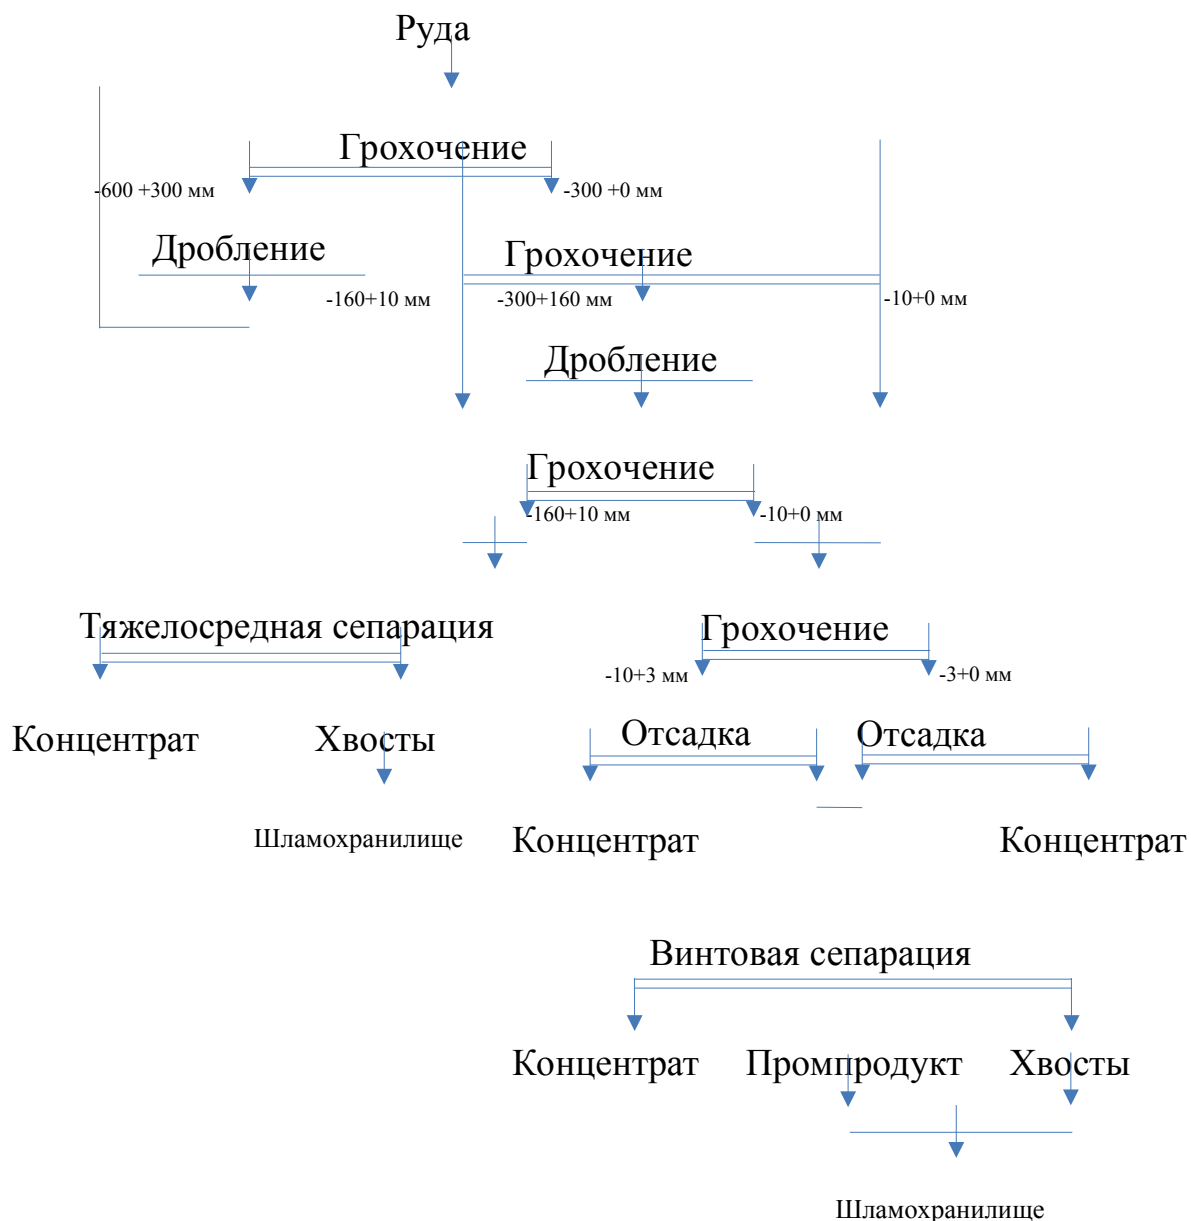 Руда
Грохочение
-600 +300 мм
-300 +0 мм
Дробление
Грохочение
-160+10 мм
-300+160 мм
-10+0 мм
Дробление
Грохочение
-160+10 мм
-10+0 мм
Тяжелосредная сепарация
Грохочение
-10+3 мм
-3+0 мм
Концентрат
Хвосты
Отсадка
Отсадка
Шламохранилище
Концентрат
Концентрат
Винтовая сепарация
Концентрат
Промпродукт
Хвосты
Шламохранилище